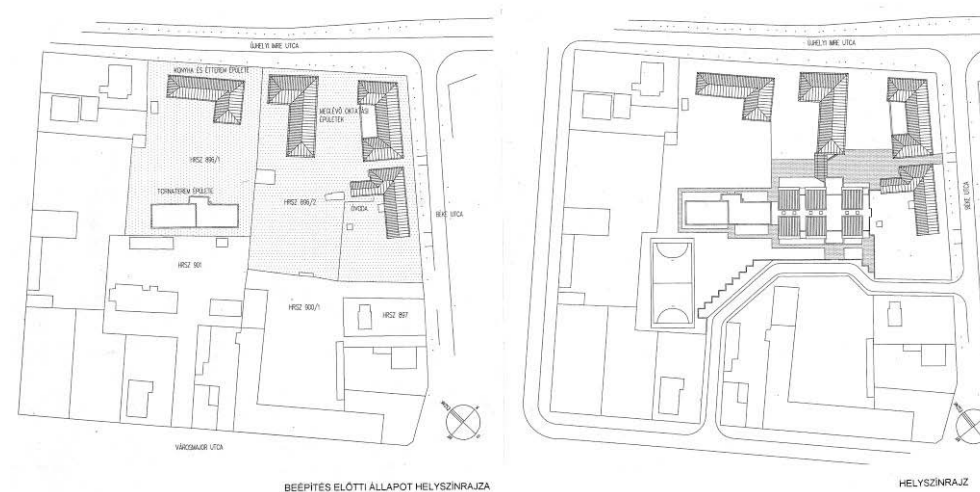 ÚJHELYI IMRE UTCA
KONYHA ÉS ÉTTEREM ÉPÜLETE
MEGLÉVŐ OKTATÁSI
ÉPÜLETEK
HRSZ 896/1
TORNATEREM ÉPÜLETE
HRSZ 896/2
ÓVODA
BÉKE UTCA
HRSZ 901
HRSZ 900/1
HRSZ 897
VÁROSMAJOR UTCA
BEÉPÍTÉS ELŐTTI ÁLLAPOT HELYSZÍNRAJZA
ÚJHELYI IMRE UTCA
BÉKE UTCA
HELYSZÍNRAJZ